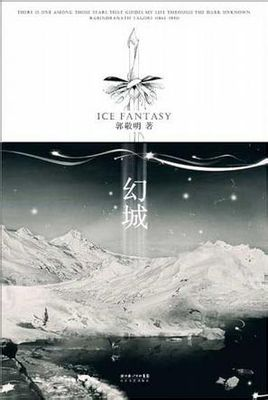 THERE IS ONE AMONG THOSE STARS THAT GUIDES MY LIFE THROUGH THE DARK UNKNOWN
RABINDRANATH TAGORE (1861-1941)
ICE FANTASY
郭敬明 著
幻城